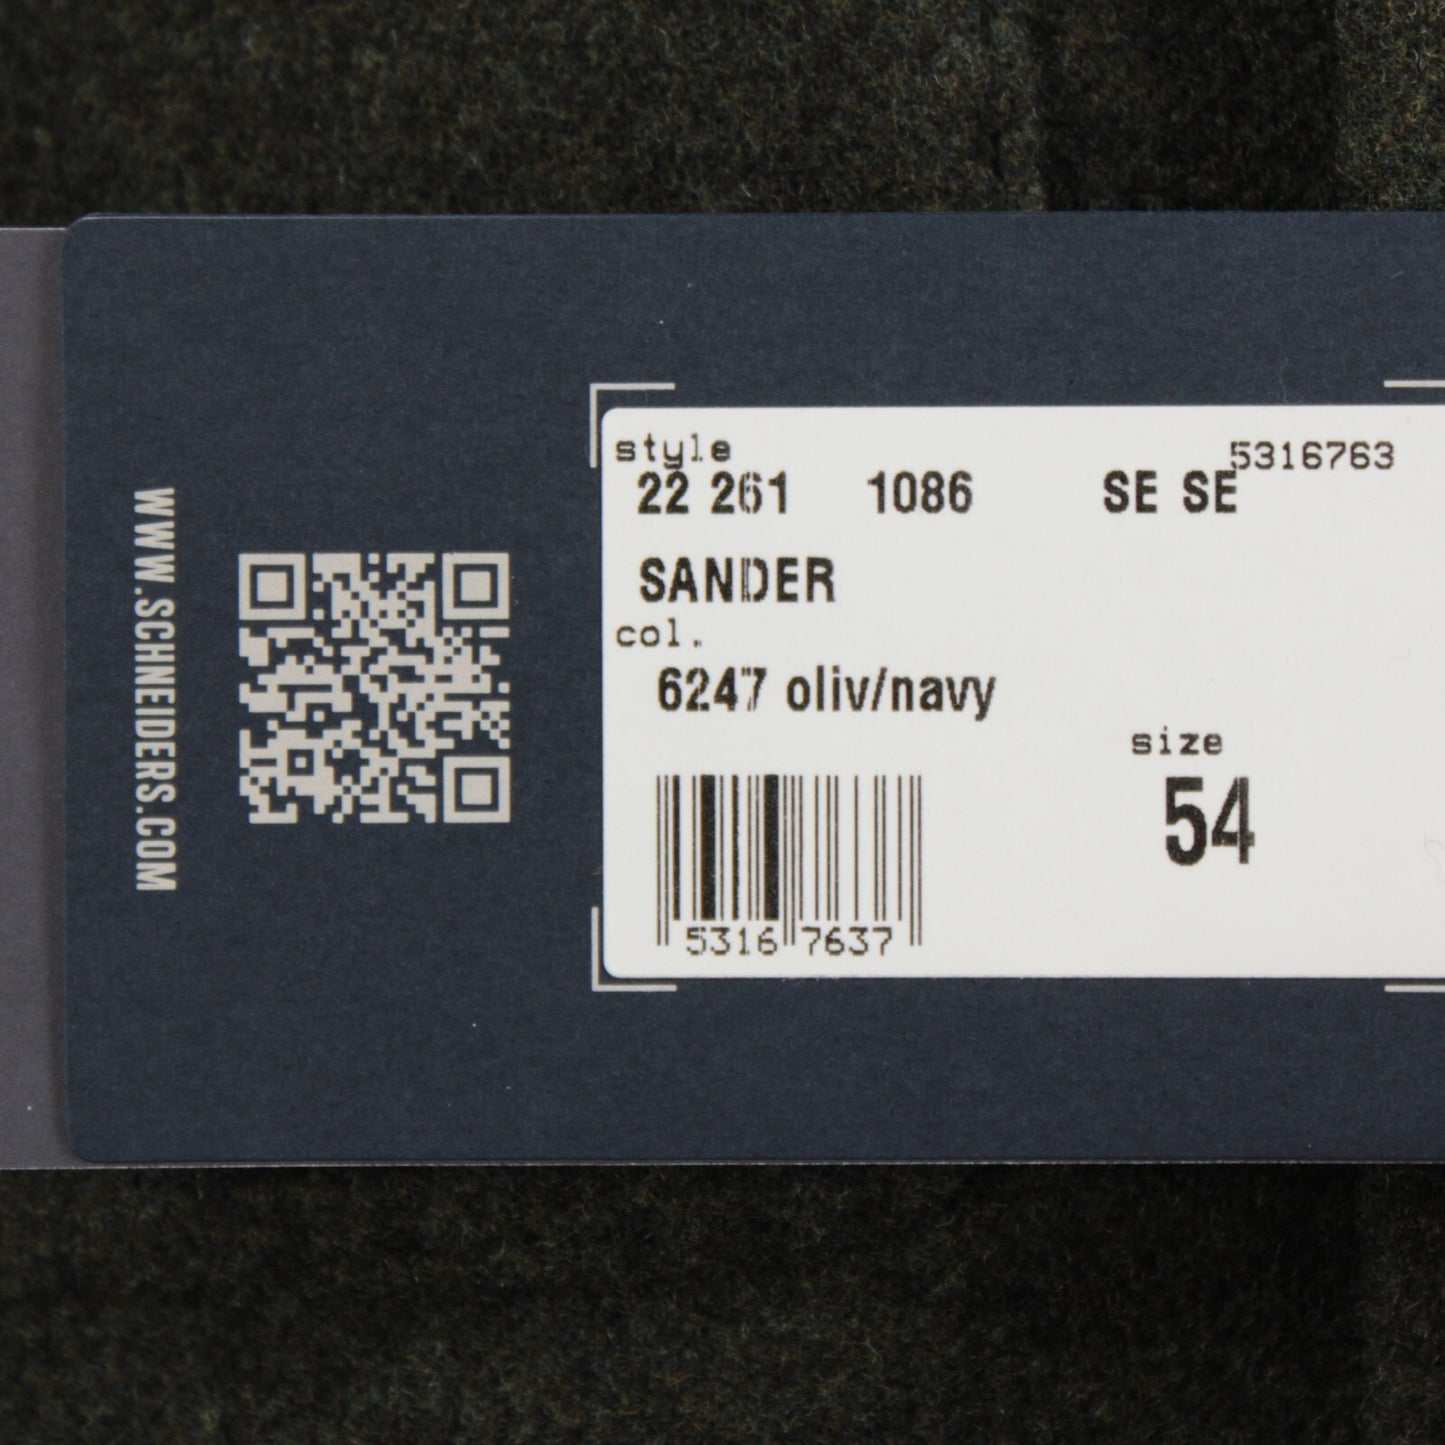 WWW.SCHNEIDERS.COM
style
5316763
22 261 1086 SE SE
SANDER
col.
6247 oliv/navy
size
54
5316 7637